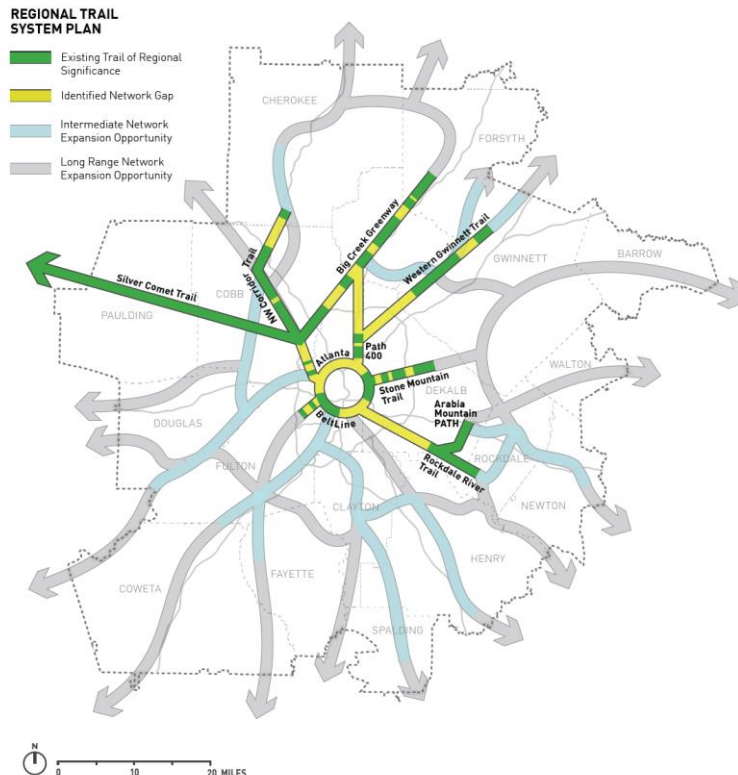 REGIONAL TRAIL
SYSTEM PLAN
Existing Trail of Regional
Significance
Identified Network Gap
Intermediate Network
Expansion Opportunity
Long Range Network
Expansion Opportunity
CHEROKEE
FORSYTH
Big Creek Greenway
Western Gwinnett Trail
GWINNETT
BARROW
NW Corridor Trail
COBB
Silver Comet Trail
PAULDING
Path
400
Atlanta
BeltLine
Stone Mountain
Trail
DEKALB
WALTON
Arabia
Mountain
PATH
DOUGLAS
FULTON
ROCKDALE
Rockdale River
Trail
NEWTON
CLAYTON
HENRY
FAYETTE
COWETA
SPALDING
N
0 10 20 MILES